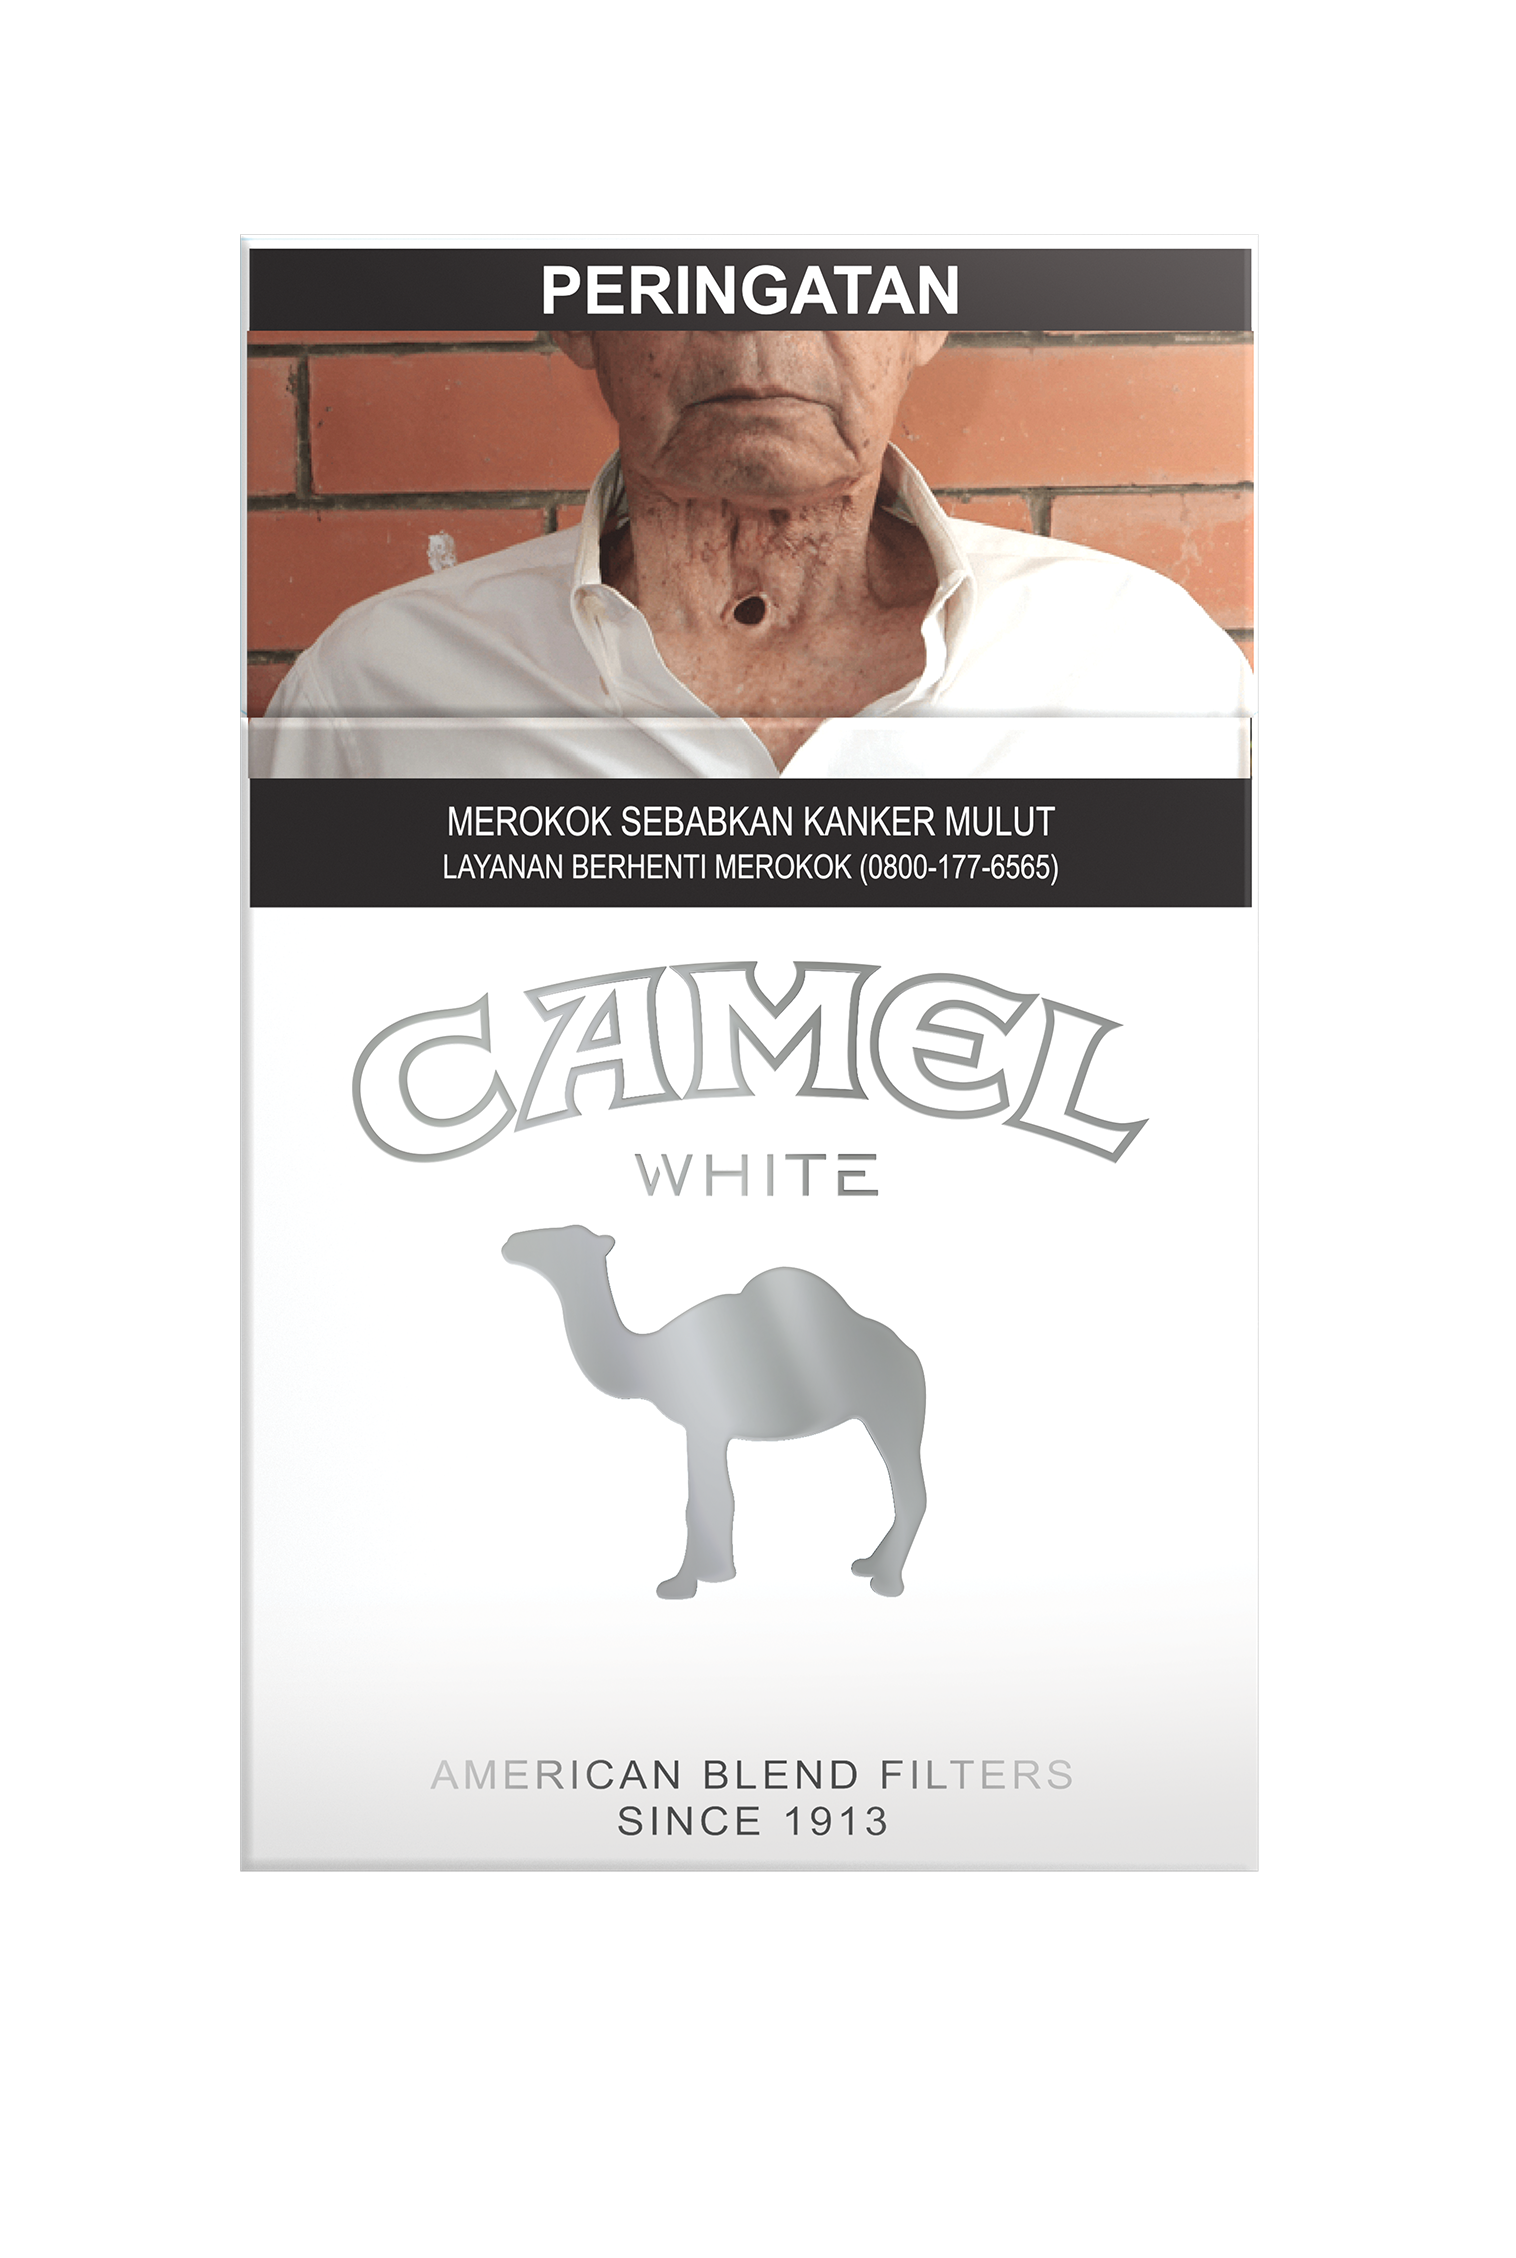 PERINGATAN
MEROKOK SEBABKAN KANKER MULUT
LAYANAN BERHENTI MEROKOK (0800-177-6565)
CAMEL
WHITE
AMERICAN BLEND FILTERS
SINCE 1913